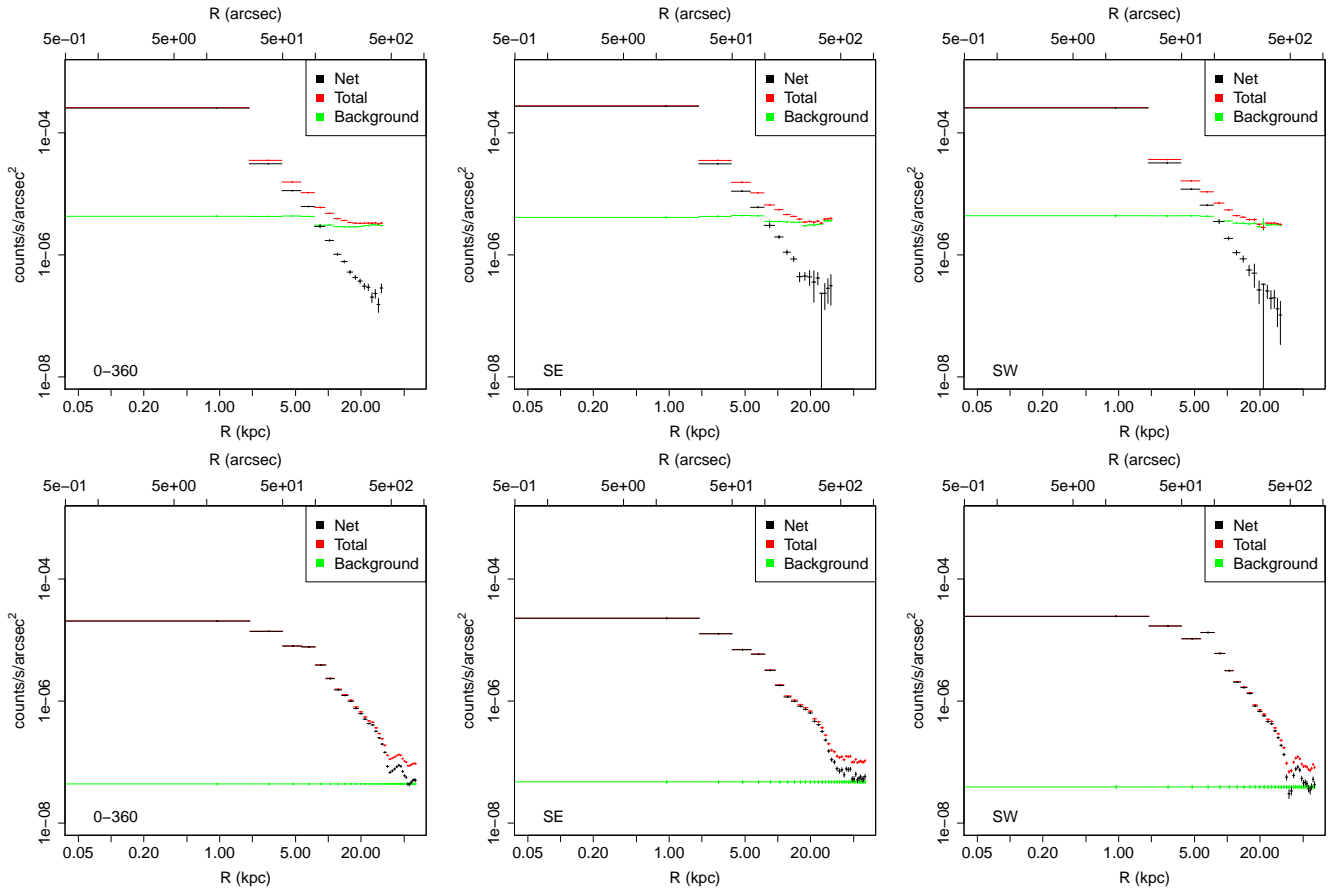 R (arcsec)
5e−01 5e+00 5e+01 5e+02
counts/s/arcsec²
1e−04
1e−06
1e−08
Net
Total
Background
0−360
0.05 0.20 1.00 5.00 20.00
R (kpc)
R (arcsec)
5e−01 5e+00 5e+01 5e+02
counts/s/arcsec²
1e−04
1e−06
1e−08
Net
Total
Background
SE
0.05 0.20 1.00 5.00 20.00
R (kpc)
R (arcsec)
5e−01 5e+00 5e+01 5e+02
counts/s/arcsec²
1e−04
1e−06
1e−08
Net
Total
Background
SW
0.05 0.20 1.00 5.00 20.00
R (kpc)
R (arcsec)
5e−01 5e+00 5e+01 5e+02
counts/s/arcsec²
1e−04
1e−06
1e−08
Net
Total
Background
0−360
0.05 0.20 1.00 5.00 20.00
R (kpc)
R (arcsec)
5e−01 5e+00 5e+01 5e+02
counts/s/arcsec²
1e−04
1e−06
1e−08
Net
Total
Background
SE
0.05 0.20 1.00 5.00 20.00
R (kpc)
R (arcsec)
5e−01 5e+00 5e+01 5e+02
counts/s/arcsec²
1e−04
1e−06
1e−08
Net
Total
Background
SW
0.05 0.20 1.00 5.00 20.00
R (kpc)